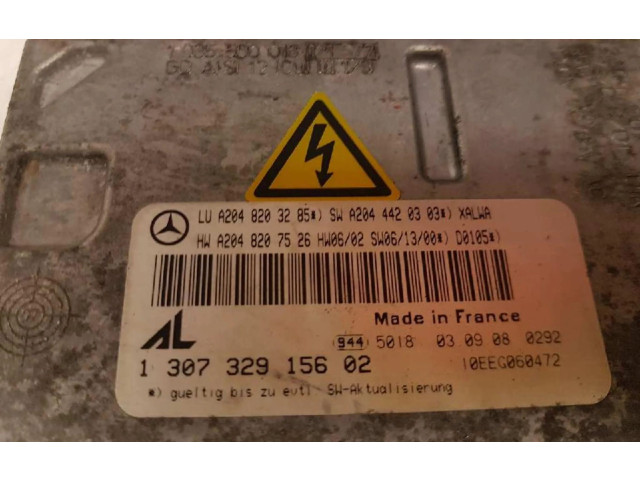 LU A204 820 32 85*) SW A204 442 03 03*) XALWA
HW A204 820 75 26 HW06/02 SW06/13/00*) D0105*)
Made in France
AL 944 5018 03 09 08 0292
1 307 329 156 02 10EEG060472
*) gueltig bis zu evtl SW-Aktualisierung